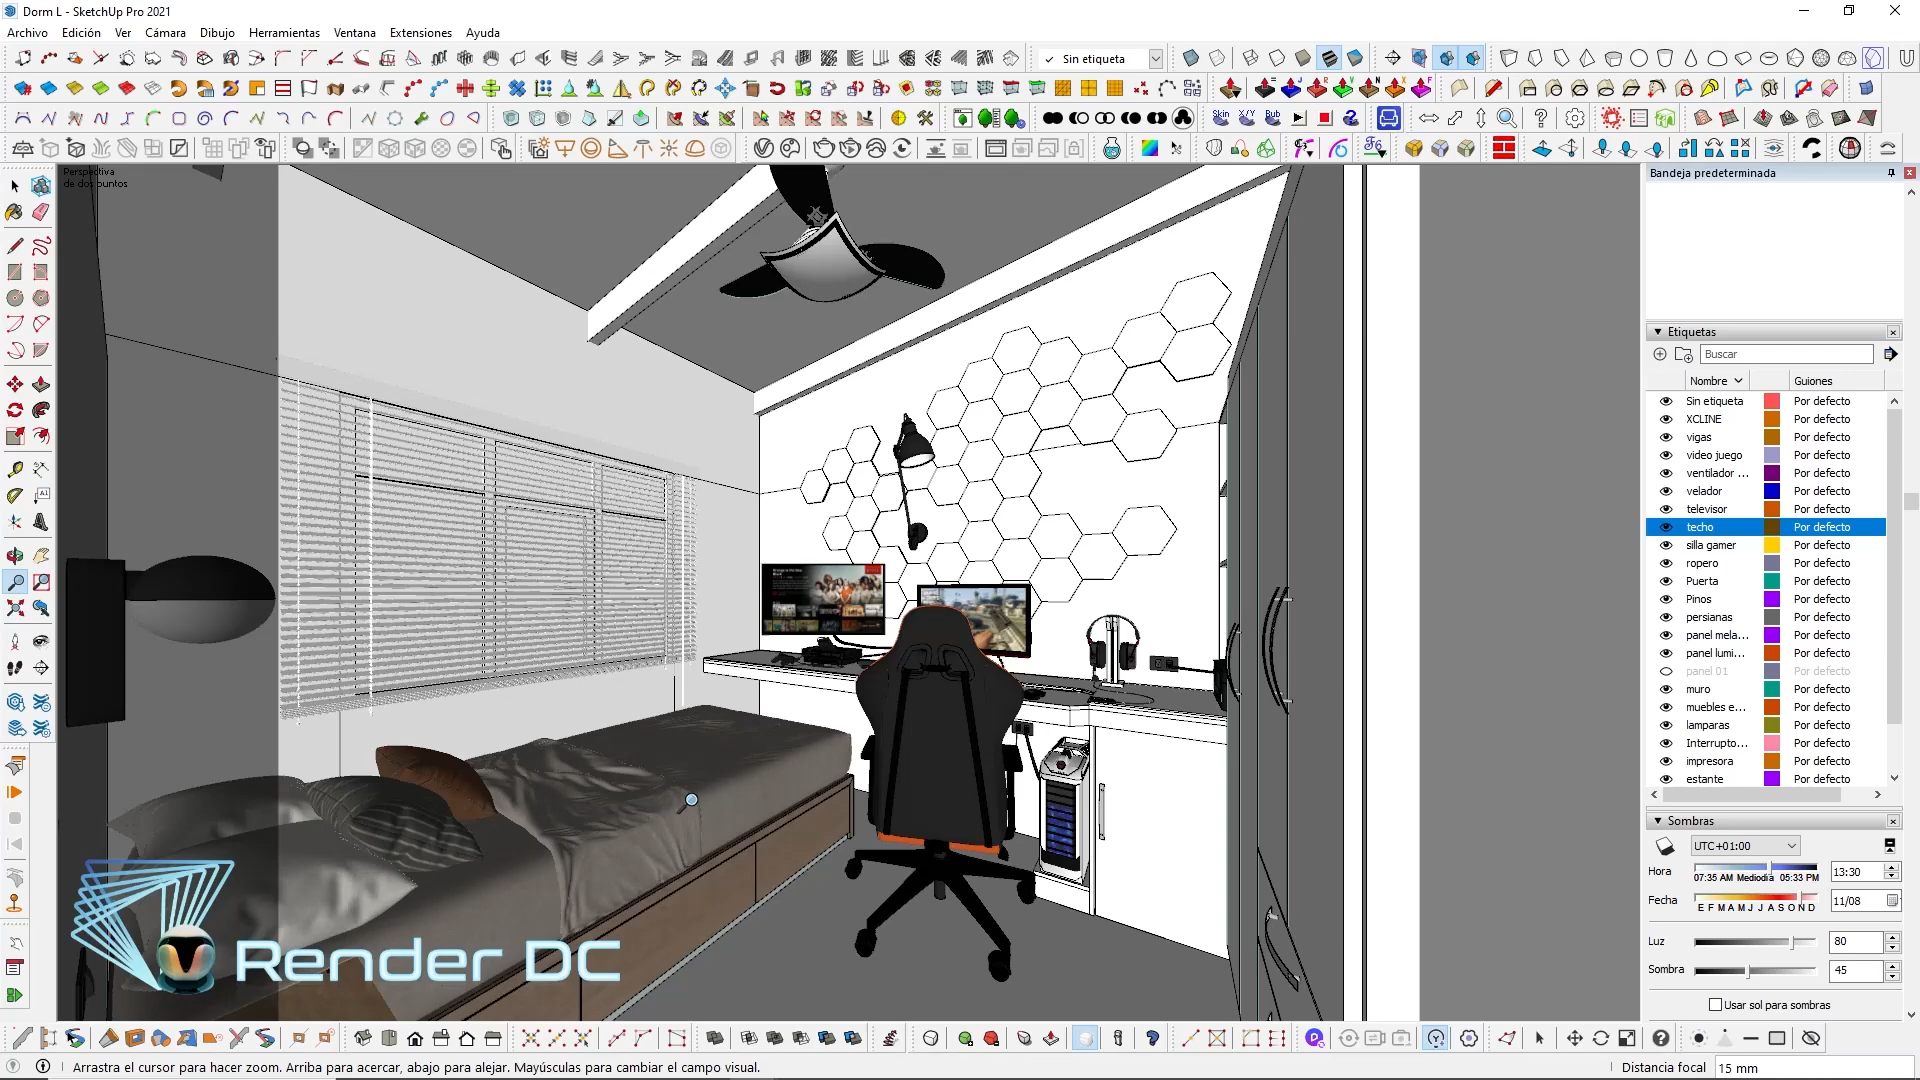 Dorm L - SketchUp Pro 2021
Archivo Edición Ver Cámara Dibujo Herramientas Ventana Extensiones Ayuda
Sin etiqueta
Skin X/Y Bub
Perspectiva
de dos puntos
Bandeja predeterminada
Etiquetas
Buscar
Nombre Guiones
Sin etiqueta Por defecto
XCLINE Por defecto
vigas Por defecto
video juego Por defecto
ventilador ... Por defecto
velador Por defecto
televisor Por defecto
techo Por defecto
silla gamer Por defecto
ropero Por defecto
Puerta Por defecto
Pinos Por defecto
persianas Por defecto
panel mela... Por defecto
panel lumi... Por defecto
panel 01 Por defecto
muro Por defecto
muebles e... Por defecto
lamparas Por defecto
Interrupto... Por defecto
impresora Por defecto
estante Por defecto
Sombras
UTC+01:00
Hora 07:35 AM Mediodía 05:33 PM 13:30
Fecha E F M A M J J A S O N D 11/08
Luz 80
Sombra 45
Usar sol para sombras
Render DC
Arrastra el cursor para hacer zoom. Arriba para acercar, abajo para alejar. Mayúsculas para cambiar el campo visual.
Distancia focal 15 mm